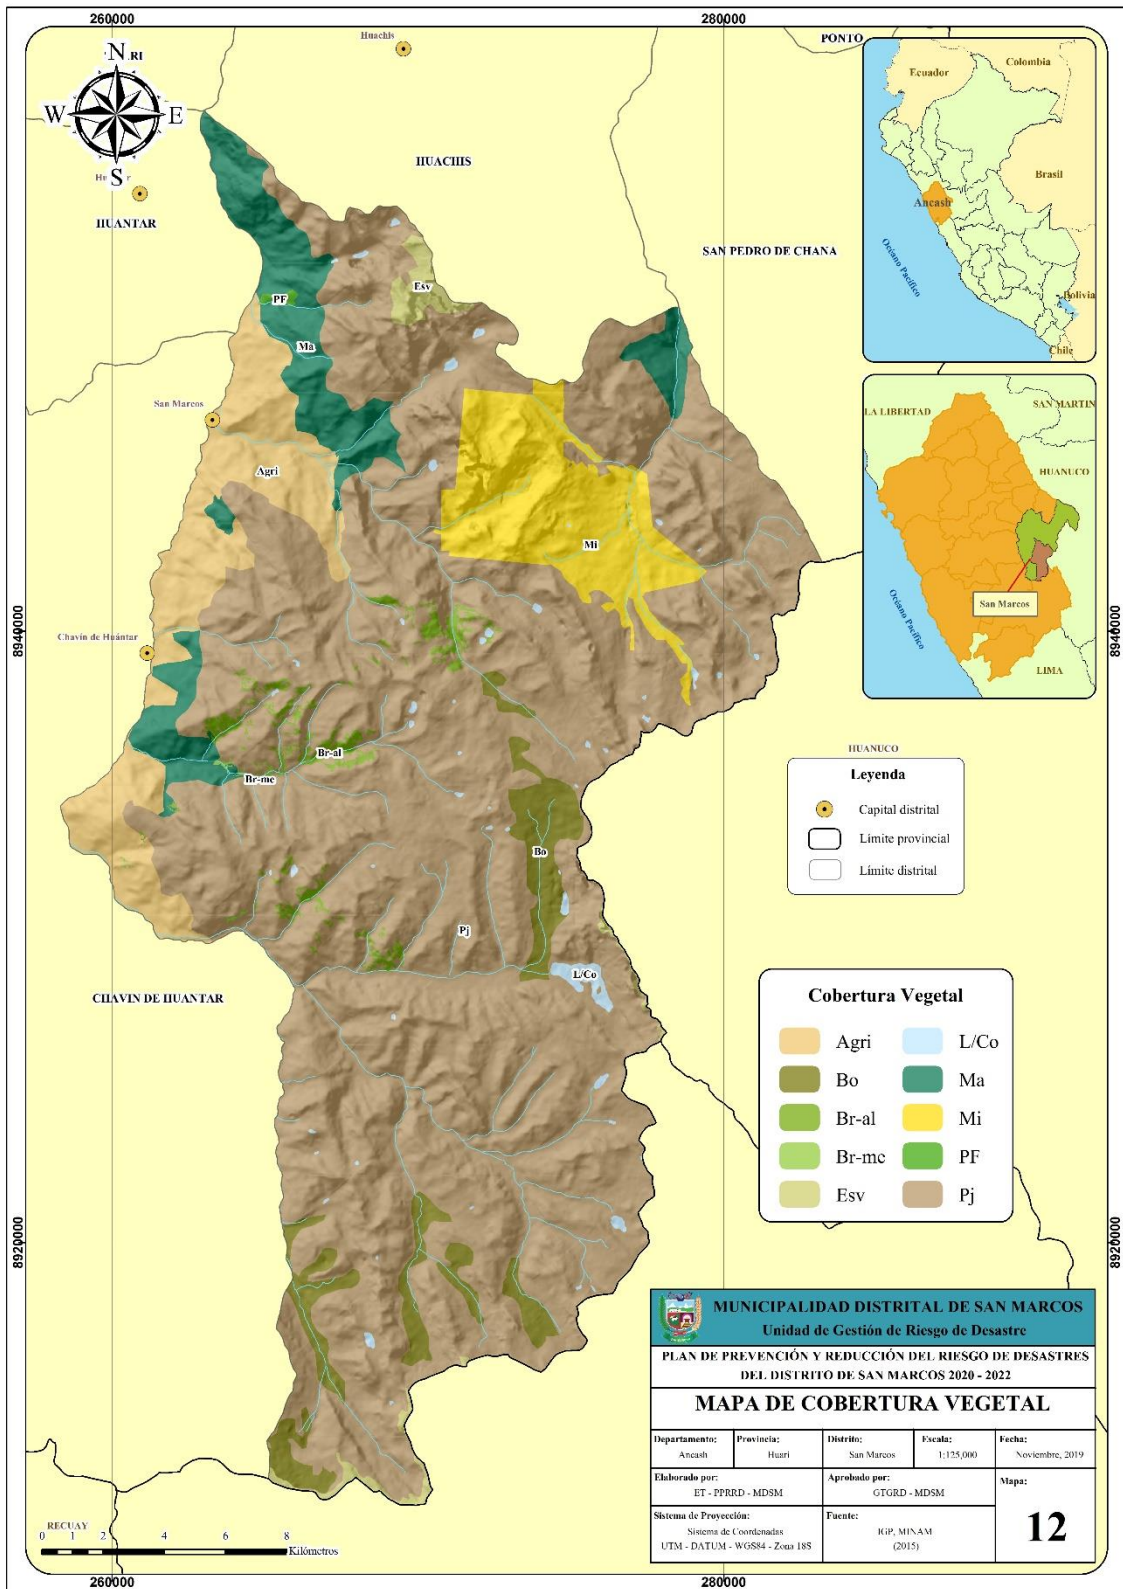 260000
280000
Huachis
PONTO
N
.RI
W
E
S
HUACHIS
HUANTAR
SAN PEDRO DE CHANA
Esv
PF
Ma
San Marcos
Agri
Mi
8940000
8940000
Chavín de Huántar
Br-al
Br-me
Bo
Pj
L/Co
CHAVIN DE HUANTAR
8920000
8920000
RECUAY
0 1 2 4 6 8
Kilómetros
260000
280000
Ecuador
Colombia
Brasil
Ancash
Océano Pacífico
Bolivia
Chile
LA LIBERTAD
SAN MARTIN
HUANUCO
San Marcos
Océano Pacífico
LIMA
HUANUCO
Leyenda
Capital distrital
Límite provincial
Límite distrital
Cobertura Vegetal
Agri
L/Co
Bo
Ma
Br-al
Mi
Br-me
PF
Esv
Pj
MUNICIPALIDAD DISTRITAL DE SAN MARCOS
Unidad de Gestión de Riesgo de Desastre
PLAN DE PREVENCIÓN Y REDUCCIÓN DEL RIESGO DE DESASTRES
DEL DISTRITO DE SAN MARCOS 2020 - 2022
MAPA DE COBERTURA VEGETAL
Departamento:
Ancash
Provincia:
Huari
Distrito:
San Marcos
Escala:
1:125,000
Fecha:
Noviembre, 2019
Elaborado por:
ET - PPRRD - MDSM
Aprobado por:
GTGRD - MDSM
Mapa:
12
Sistema de Proyección:
Sistema de Coordenadas
UTM - DATUM - WGS84 - Zona 18S
Fuente:
IGP, MINAM
(2015)